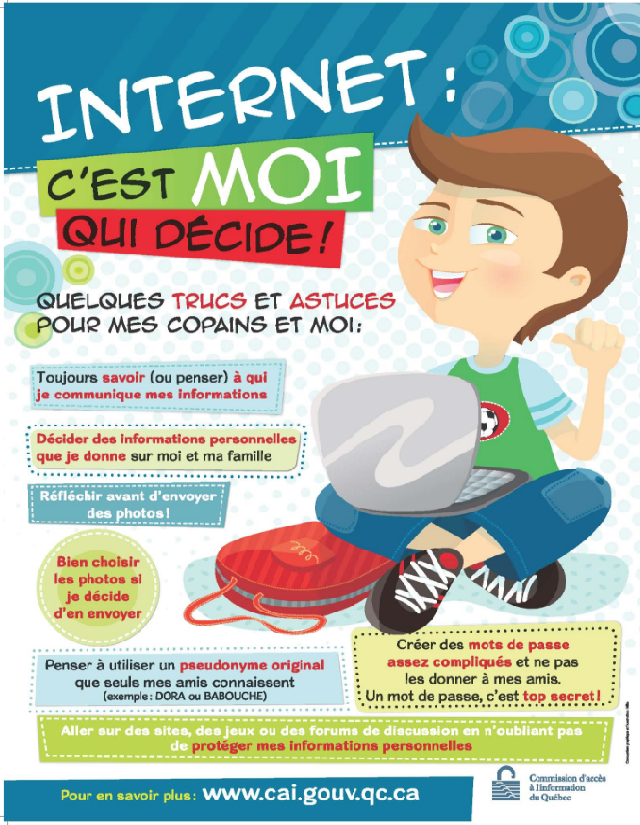 INTERNET :
C'EST MOI
QUI DÉCIDE!
QUELQUES TRUCS ET ASTUCES
POUR MES COPAINS ET MOI:
Toujours savoir (ou penser) à qui
je communique mes informations
Décider des informations personnelles
que je donne sur moi et ma famille
Réfléchir avant d'envoyer
des photos!
Bien choisir
les photos si
je décide
d'en envoyer
Penser à utiliser un pseudonyme original
que seuls mes amis connaissent
(exemple: DORA ou BABOUCHE)
Créer des mots de passe
assez compliqués et ne pas
les donner à mes amis.
Un mot de passe, c'est top secret!
Aller sur des sites, des jeux ou des forums de discussion en n'oubliant pas
de protéger mes informations personnelles
Pour en savoir plus: www.cai.gouv.qc.ca
Commission d'accès
à l'information
du Québec